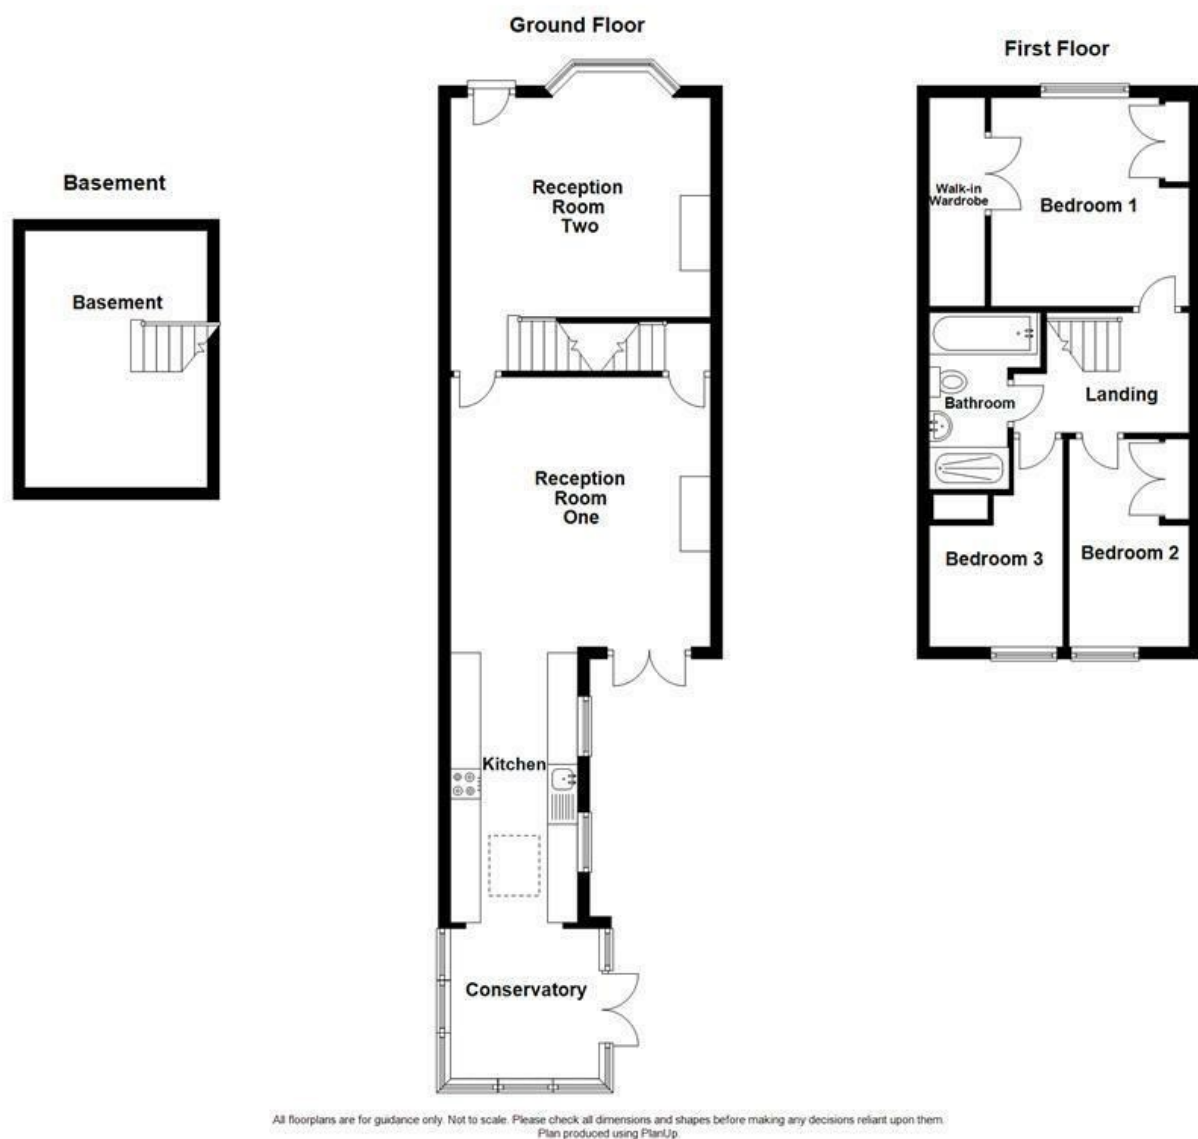 Ground Floor
First Floor
Basement
Basement
Reception
Room
Two
Reception
Room
One
Kitchen
Conservatory
Walk-in
Wardrobe
Bedroom 1
Bathroom
Landing
Bedroom 3
Bedroom 2
All floorplans are for guidance only. Not to scale. Please check all dimensions and shapes before making any decisions reliant upon them.
Plan produced using PlanUp.